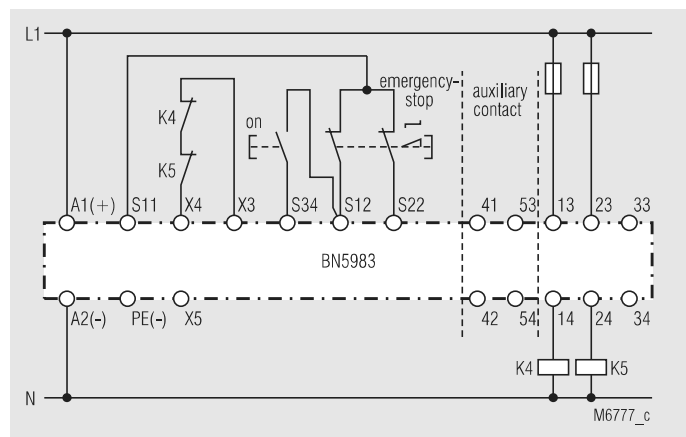 L1
emergency-
stop
auxiliary
contact
K4
on
K5
A1(+) S11 X4 X3 S34 S12 S22 41 53 13 23 33
BN5983
A2(-) PE(-) X5 42 54 14 24 34
K4 K5
N
M6777_c